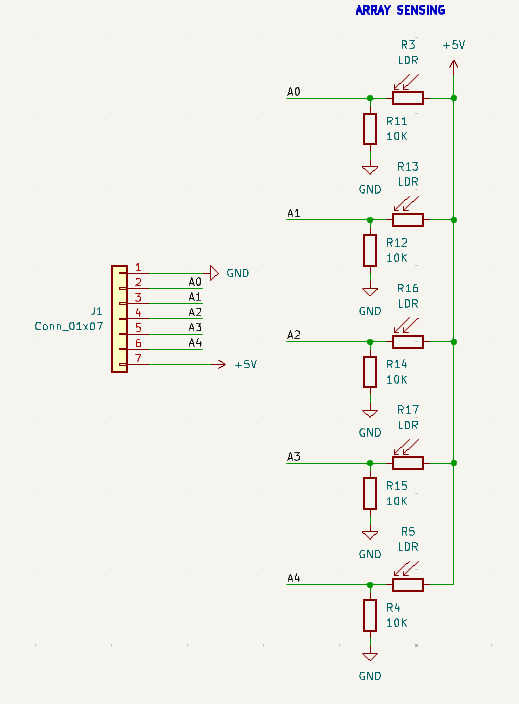 ARRAY SENSING
R3
LDR
+5V
A0
R11
10K
GND
R13
LDR
A1
R12
10K
GND
R16
LDR
A2
R14
10K
GND
R17
LDR
A3
R15
10K
GND
R5
LDR
A4
R4
10K
GND
J1
Conn_01x07
1
GND
2
A0
3
A1
4
A2
5
A3
6
A4
7
+5V